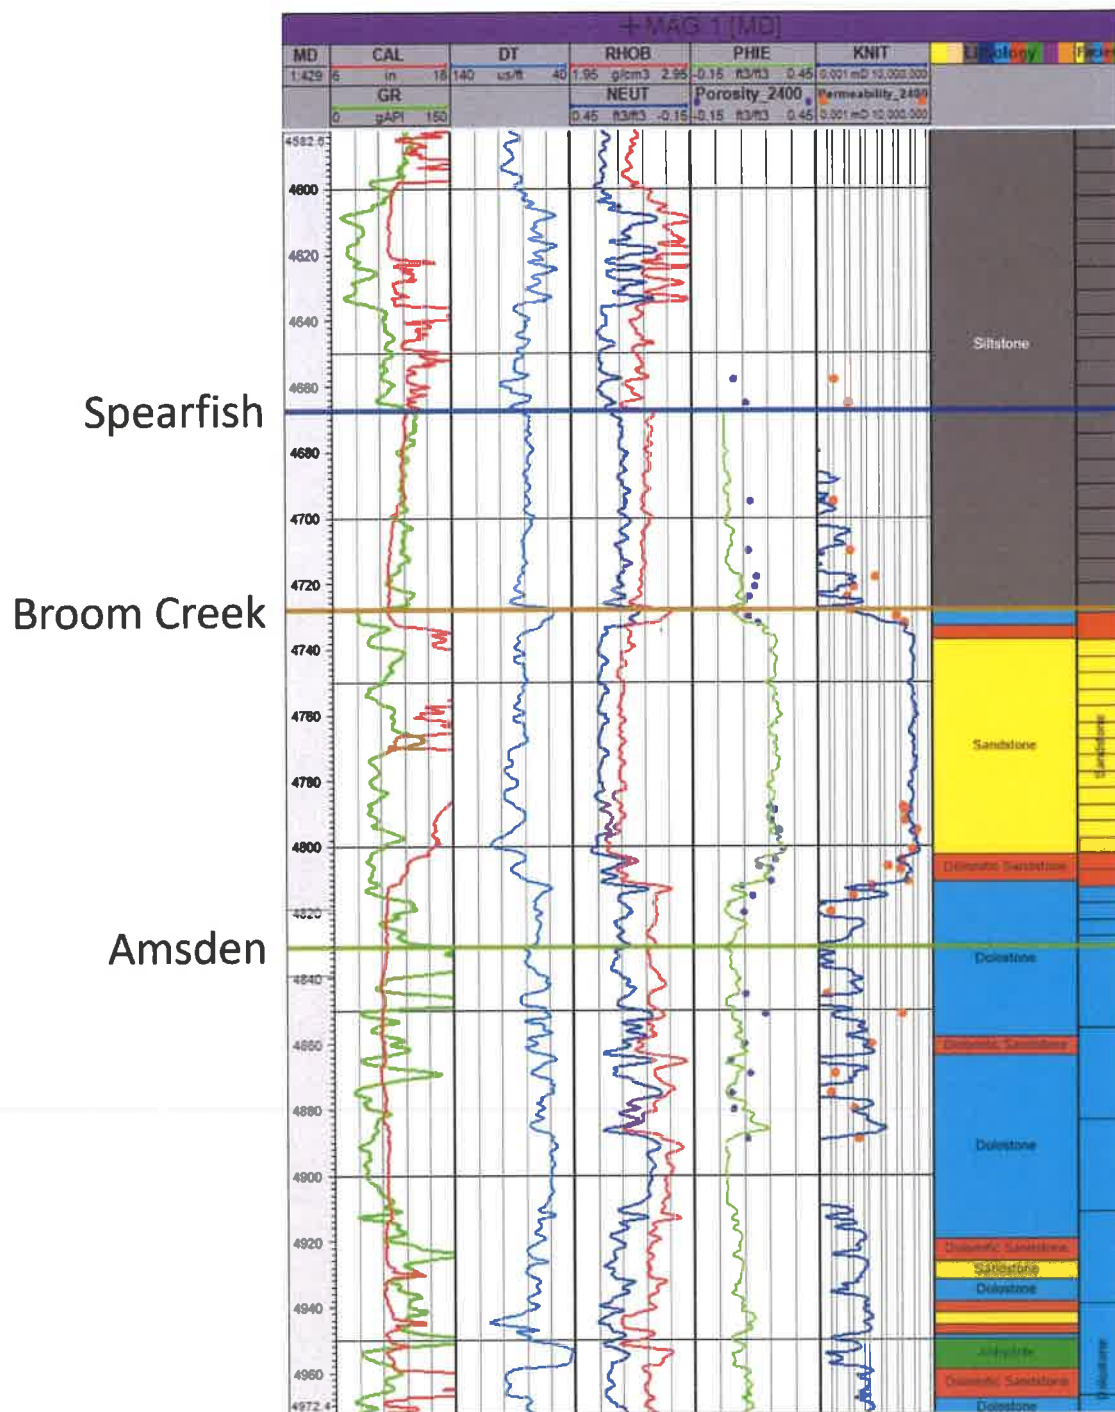 +MAG 1 [MD]
MD CAL DT RHOB PHIE KNIT Lithology Facies
1:429 6 in 16 140 us/ft 40 1.95 g/cm3 2.95 -0.15 ft3/ft3 0.45 0.001 mD 10,000.000
GR NEUT Porosity_2400 Permeability_2400
0 gAPI 150 0.45 ft3/ft3 -0.15 -0.15 ft3/ft3 0.45 0.001 mD 10,000.000
4600
4620
4640
Siltstone
4660
Spearfish
4680
4700
4720
Broom Creek
4740
4760
Sandstone
Sandstone
4780
4800
Dolomitic Sandstone
4820
Amsden
Dolostone
4840
4860
Dolomitic Sandstone
4880
Dolostone
4900
4920
Dolomitic Sandstone
Sandstone
Dolostone
4940
Anhydrite
4960
Dolomitic Sandstone
Dolostone
4972.4
Dolostone